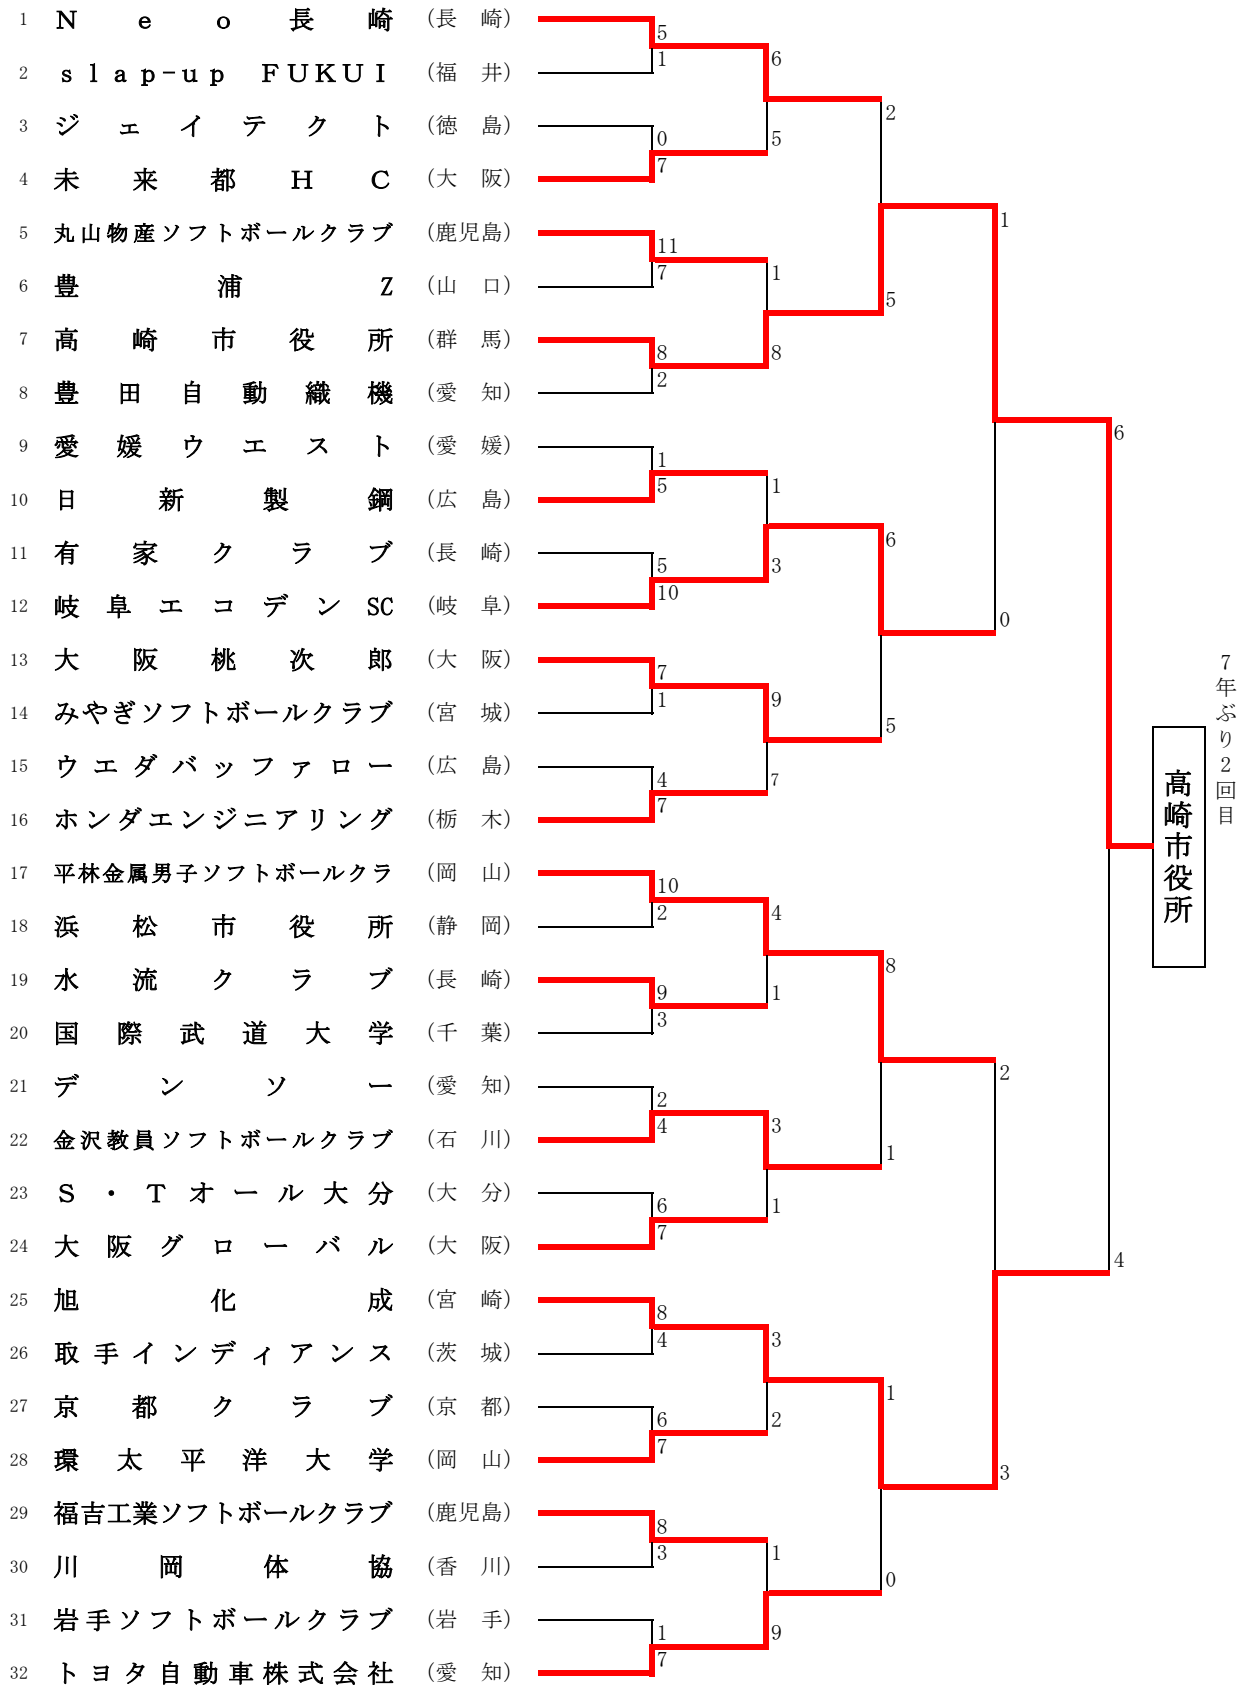 1 Ｎｅｏ長崎 (長崎)
5
1
6
2 ｓｌａｐ－ｕｐ ＦＵＫＵＩ (福井)
2
3 ジェイテクト (徳島)
0
7
5
4 未来都ＨＣ (大阪)
1
5 丸山物産ソフトボールクラブ (鹿児島)
11
7
1
6 豊浦Z (山口)
5
7 高崎市役所 (群馬)
8
2
8
8 豊田自動織機 (愛知)
6
9 愛媛ウエスト (愛媛)
1
5
1
10 日新製鋼 (広島)
6
11 有家クラブ (長崎)
5
10
3
12 岐阜エコデンSC (岐阜)
0
13 大阪桃次郎 (大阪)
7
1
9
14 みやぎソフトボールクラブ (宮城)
5
15 ウエダバッファロー (広島)
4
7
7
16 ホンダエンジニアリング (栃木)
7年ぶり2回目
高崎市役所
17 平林金属男子ソフトボールクラ (岡山)
10
2
4
18 浜松市役所 (静岡)
8
19 水流クラブ (長崎)
9
3
1
20 国際武道大学 (千葉)
2
21 デンソー (愛知)
2
4
3
22 金沢教員ソフトボールクラブ (石川)
1
23 Ｓ・Ｔオール大分 (大分)
6
7
1
24 大阪グローバル (大阪)
4
25 旭化成 (宮崎)
8
4
3
26 取手インディアンス (茨城)
1
27 京都クラブ (京都)
6
7
2
28 環太平洋大学 (岡山)
3
29 福吉工業ソフトボールクラブ (鹿児島)
8
3
1
30 川岡体協 (香川)
0
31 岩手ソフトボールクラブ (岩手)
1
7
9
32 トヨタ自動車株式会社 (愛知)